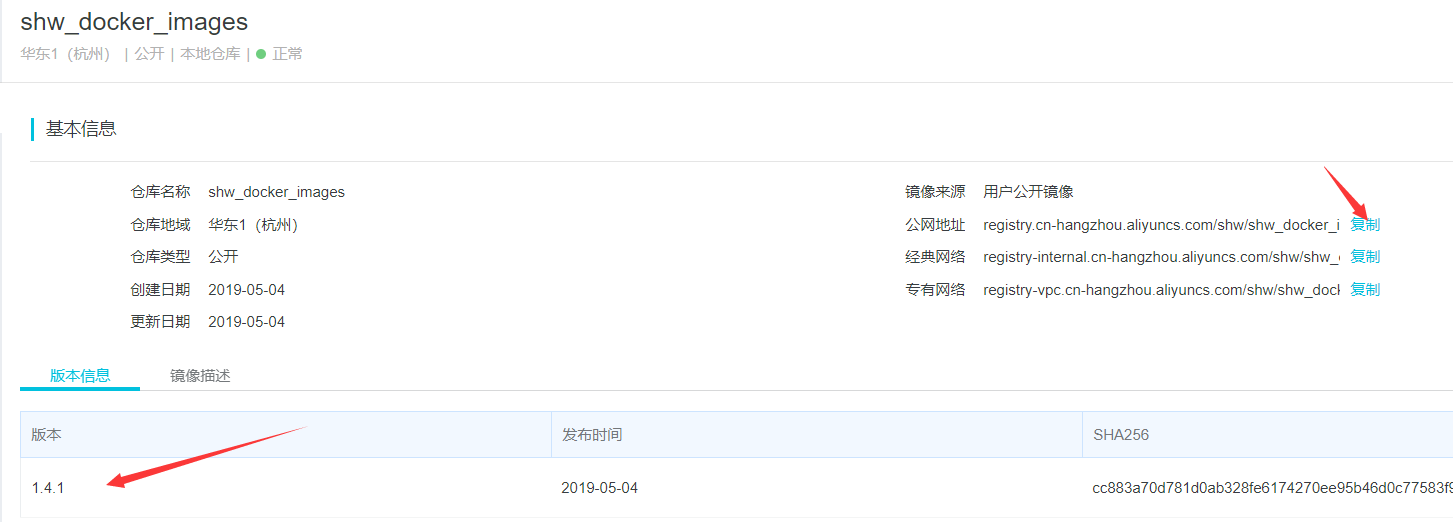 shw_docker_images
华东1（杭州） | 公开 | 本地仓库 | 正常
基本信息
仓库名称 shw_docker_images 镜像来源 用户公开镜像
仓库地域 华东1（杭州） 公网地址 registry.cn-hangzhou.aliyuncs.com/shw/shw_docker_i 复制
仓库类型 公开 经典网络 registry-internal.cn-hangzhou.aliyuncs.com/shw/shw_ 复制
创建日期 2019-05-04 专有网络 registry-vpc.cn-hangzhou.aliyuncs.com/shw/shw_dock 复制
更新日期 2019-05-04
版本信息 镜像描述
版本 发布时间 SHA256
1.4.1 2019-05-04 cc883a70d781d0ab328fe6174270ee95b46d0c77583f9